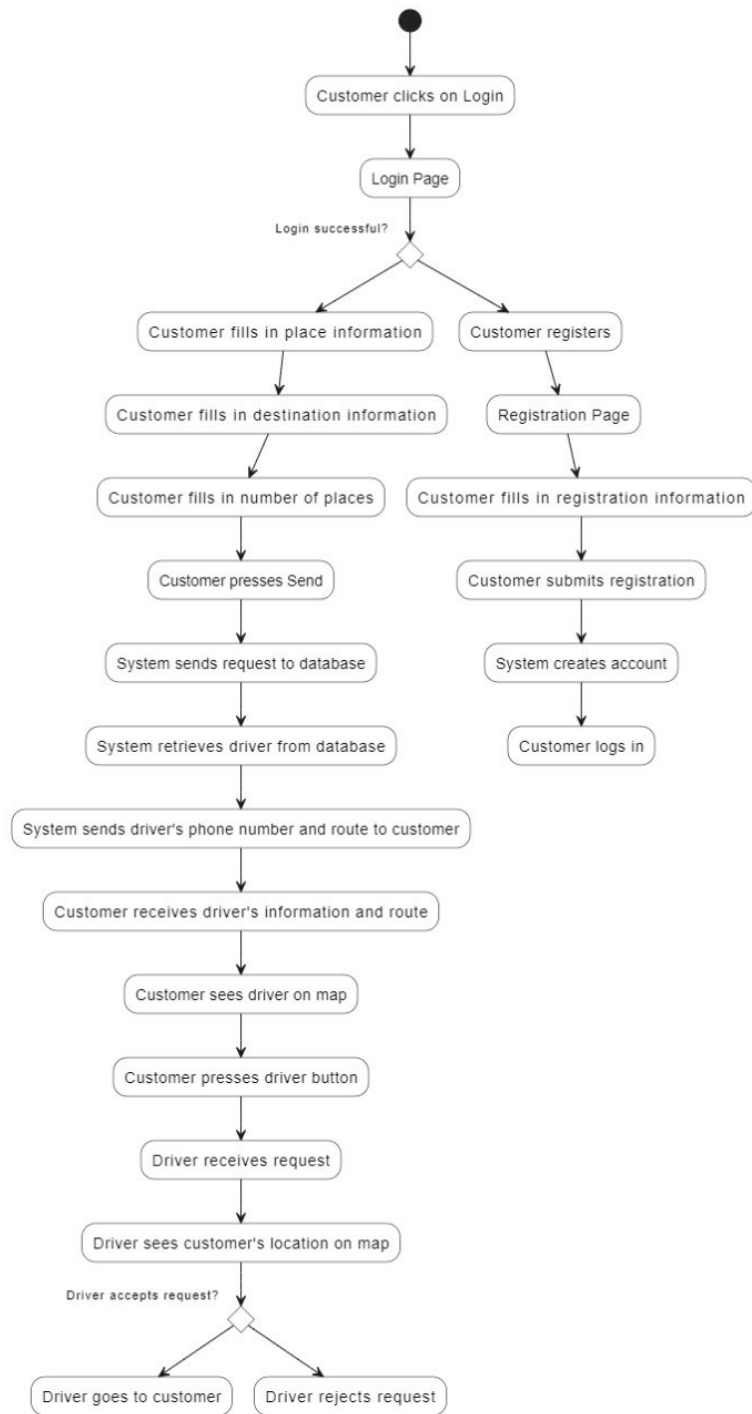 Customer clicks on Login
Login Page
Login successful?
Customer fills in place information
Customer registers
Customer fills in destination information
Registration Page
Customer fills in number of places
Customer fills in registration information
Customer presses Send
Customer submits registration
System sends request to database
System creates account
System retrieves driver from database
Customer logs in
System sends driver's phone number and route to customer
Customer receives driver's information and route
Customer sees driver on map
Customer presses driver button
Driver receives request
Driver sees customer's location on map
Driver accepts request?
Driver goes to customer
Driver rejects request